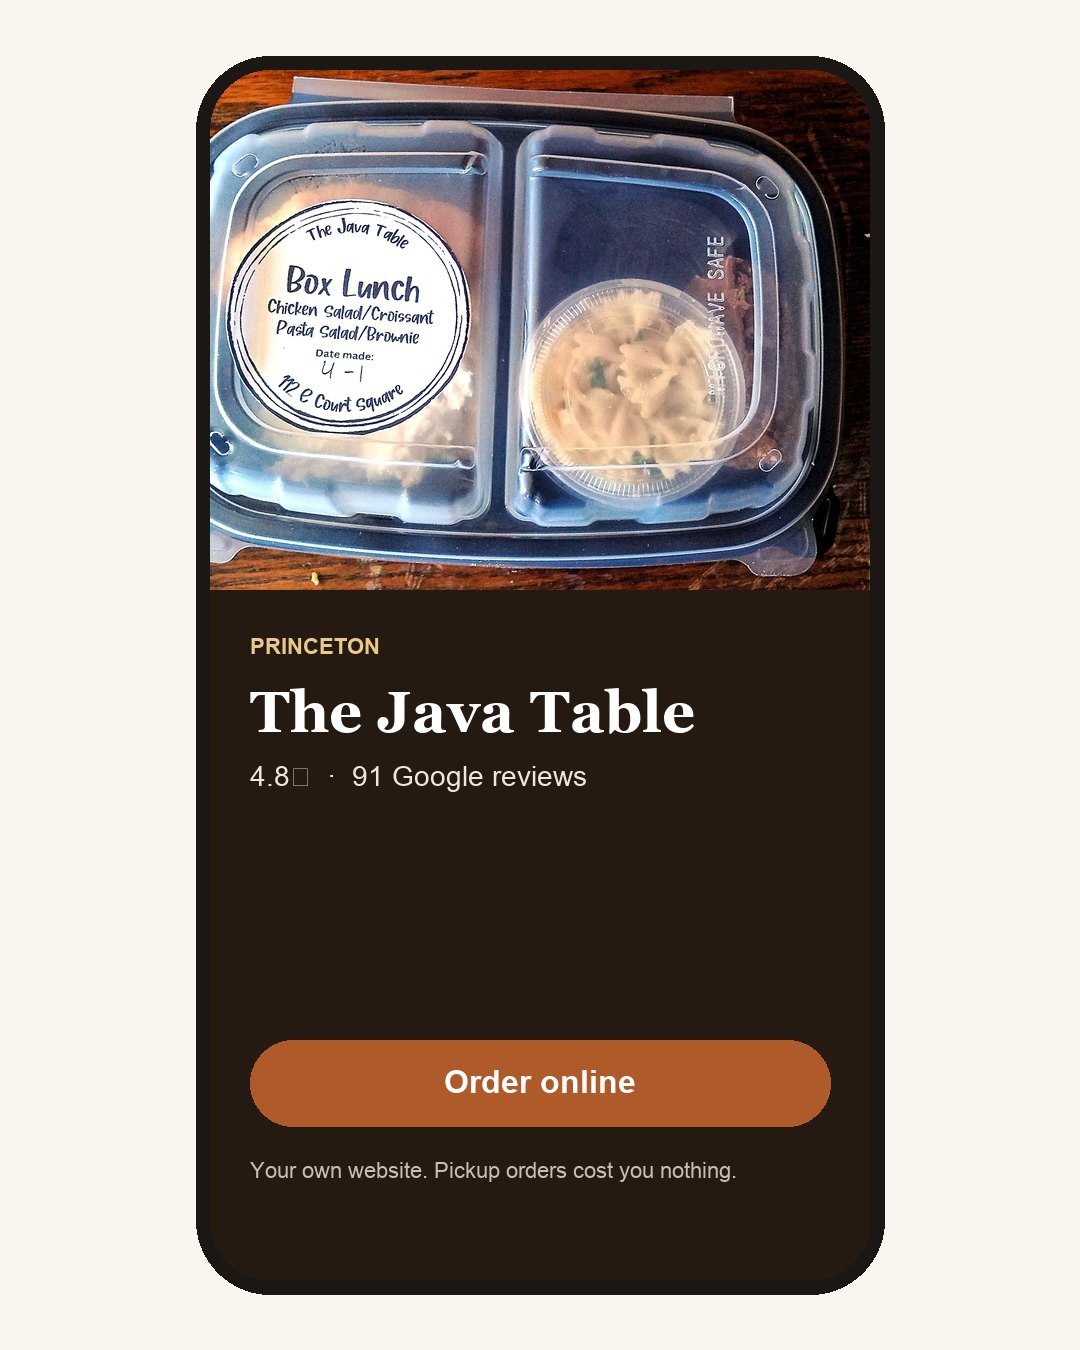 The Java Table
Box Lunch
Chicken Salad/Croissant
Pasta Salad/Brownie
Date made:
4-1
112 E Court Square
MICROWAVE SAFE
PRINCETON
The Java Table
4.8□ · 91 Google reviews
Order online
Your own website. Pickup orders cost you nothing.